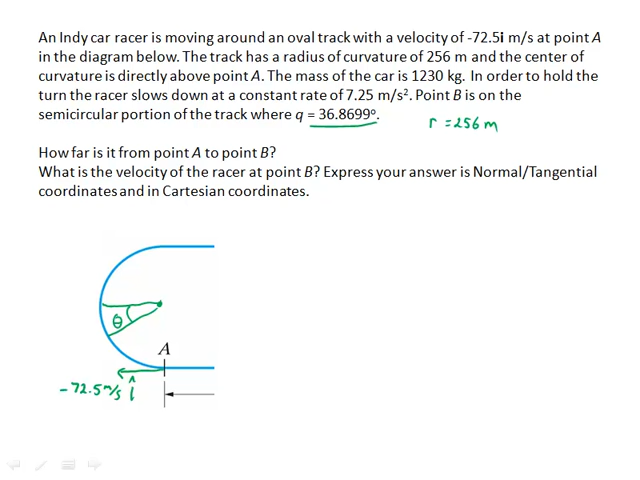 An Indy car racer is moving around an oval track with a velocity of -72.5i m/s at point A
in the diagram below. The track has a radius of curvature of 256 m and the center of
curvature is directly above point A. The mass of the car is 1230 kg. In order to hold the
turn the racer slows down at a constant rate of 7.25 m/s². Point B is on the
semicircular portion of the track where q = 36.8699°.
r = 256 m
How far is it from point A to point B?
What is the velocity of the racer at point B? Express your answer is Normal/Tangential
coordinates and in Cartesian coordinates.
θ
A
-72.5 m/s î